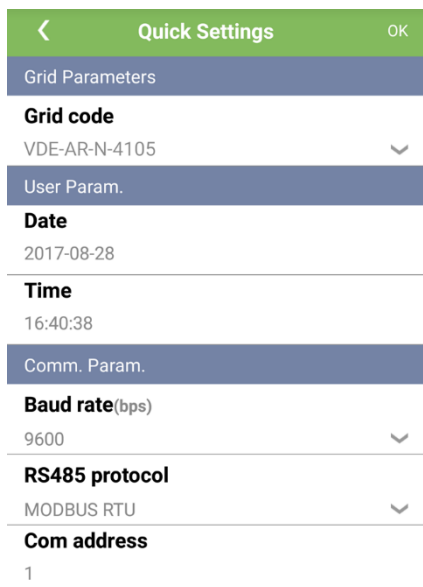 Quick Settings OK
Grid Parameters
Grid code
VDE-AR-N-4105
User Param.
Date
2017-08-28
Time
16:40:38
Comm. Param.
Baud rate(bps)
9600
RS485 protocol
MODBUS RTU
Com address
1